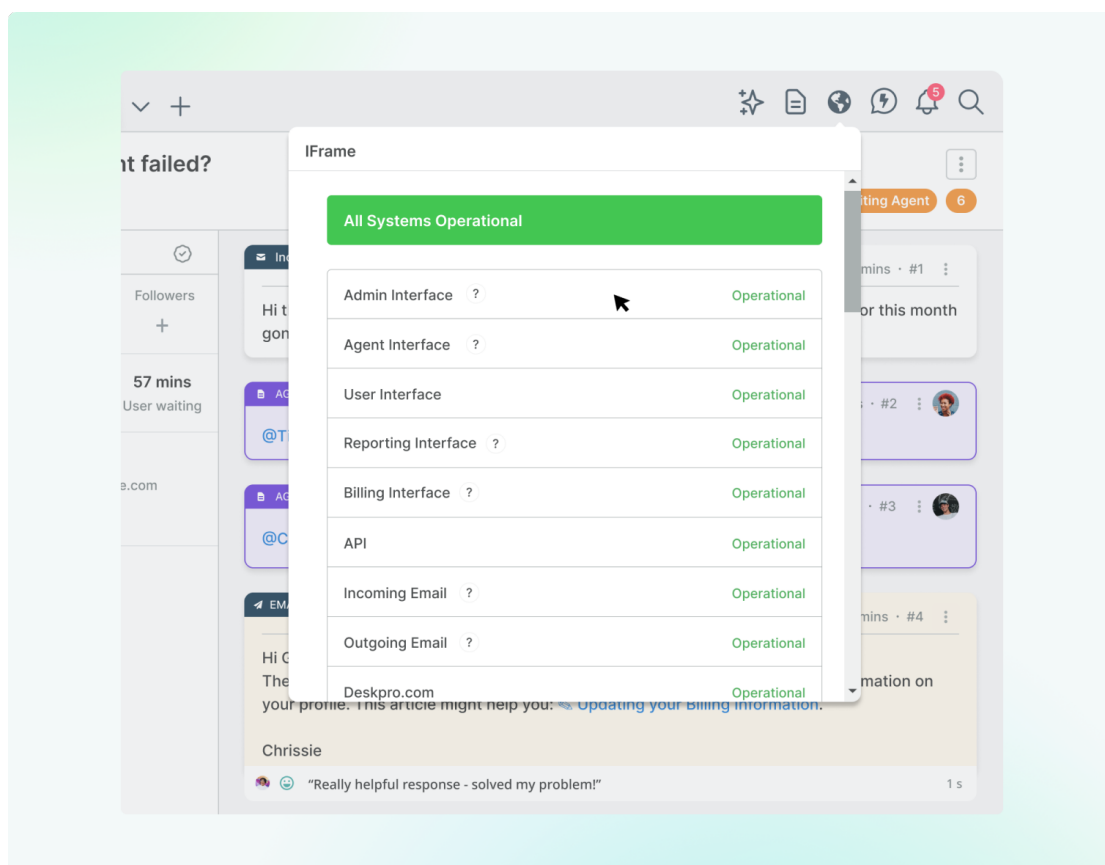 5
IFrame
nt failed?
All Systems Operational
iting Agent
6
mins · #1
Followers
Admin Interface ? Operational
Hi t
or this month
gon
Agent Interface ? Operational
57 mins
User waiting
User Interface Operational
AG
#2
@T
Reporting Interface ? Operational
e.com
Billing Interface ? Operational
AG
· #3
@C
API Operational
Incoming Email ? Operational
EMA
mins · #4
Outgoing Email ? Operational
Hi G
The
mation on
Deskpro.com Operational
your profile. This article might help you: Updating your Billing Information.
Chrissie
“Really helpful response - solved my problem!” 1 s